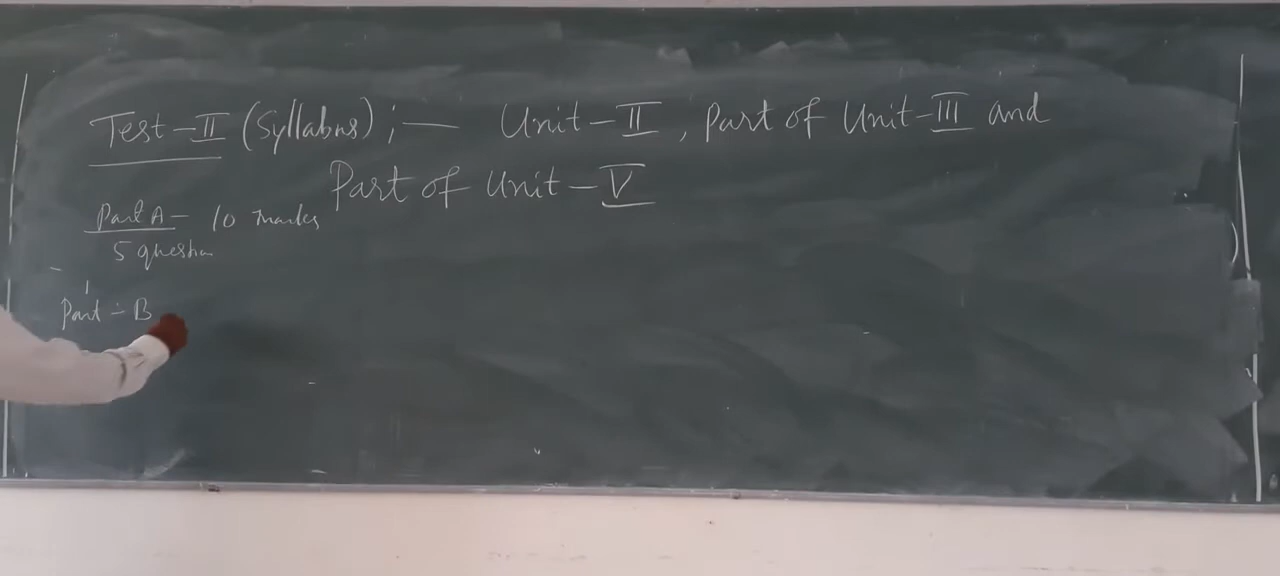 Test-II (Syllabus) ;— Unit-II, Part of Unit-III and
Part of Unit-V
Part A- 10 marks
5 question
Part - B